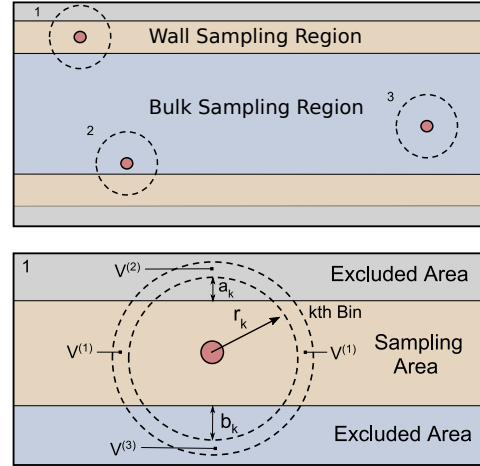 1
Wall Sampling Region
Bulk Sampling Region
3
2
1
V(2)
Excluded Area
a_k
r_k
kth Bin
V(1)
V(1)
Sampling
Area
b_k
Excluded Area
V(3)